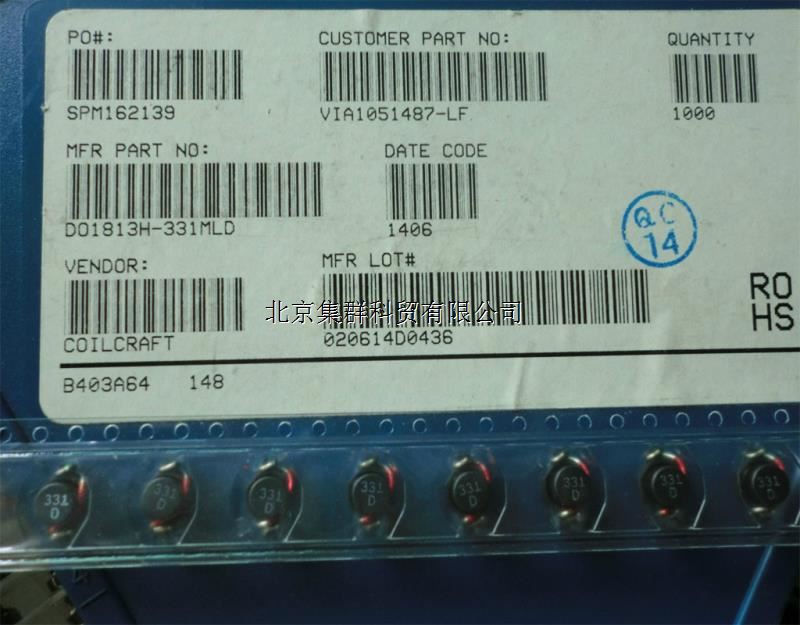 PO#: CUSTOMER PART NO: QUANTITY
SPM162139 VIA1051487-LF 1000
MFR PART NO: DATE CODE
DO1813H-331MLD 1406
QC
14
VENDOR: MFR LOT#
COILCRAFT 020614D0436
RO
HS
北京集群科贸有限公司
B403A64 148
331 331 331 331 331 331 331 331
D D D D D D D D